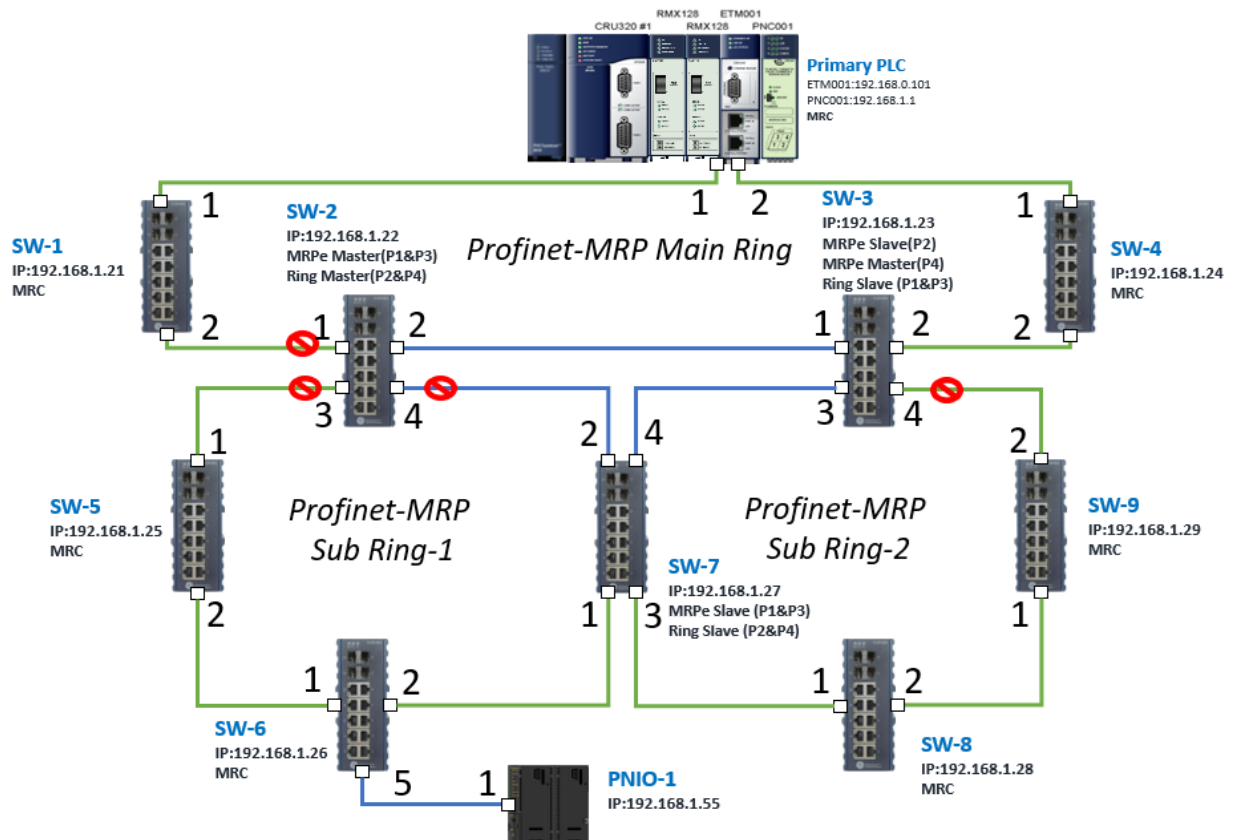 RMX128 ETM001
CRU320 #1 RMX128 PNC001
Primary PLC
ETM001:192.168.0.101
PNC001:192.168.1.1
MRC
1 2
SW-1
IP:192.168.1.21
MRC
1
2
SW-2
IP:192.168.1.22
MRPe Master(P1&P3)
Ring Master(P2&P4)
Profinet-MRP Main Ring
SW-3
IP:192.168.1.23
MRPe Slave(P2)
MRPe Master(P4)
Ring Slave (P1&P3)
1
2
SW-4
IP:192.168.1.24
MRC
1 2
3 4
1 2
3 4
SW-5
IP:192.168.1.25
MRC
1
2
Profinet-MRP
Sub Ring-1
2 4
1 3
SW-7
IP:192.168.1.27
MRPe Slave (P1&P3)
Ring Slave (P2&P4)
Profinet-MRP
Sub Ring-2
2
1
SW-9
IP:192.168.1.29
MRC
1 2
SW-6
IP:192.168.1.26
MRC
5 1
PNIO-1
IP:192.168.1.55
1 2
SW-8
IP:192.168.1.28
MRC